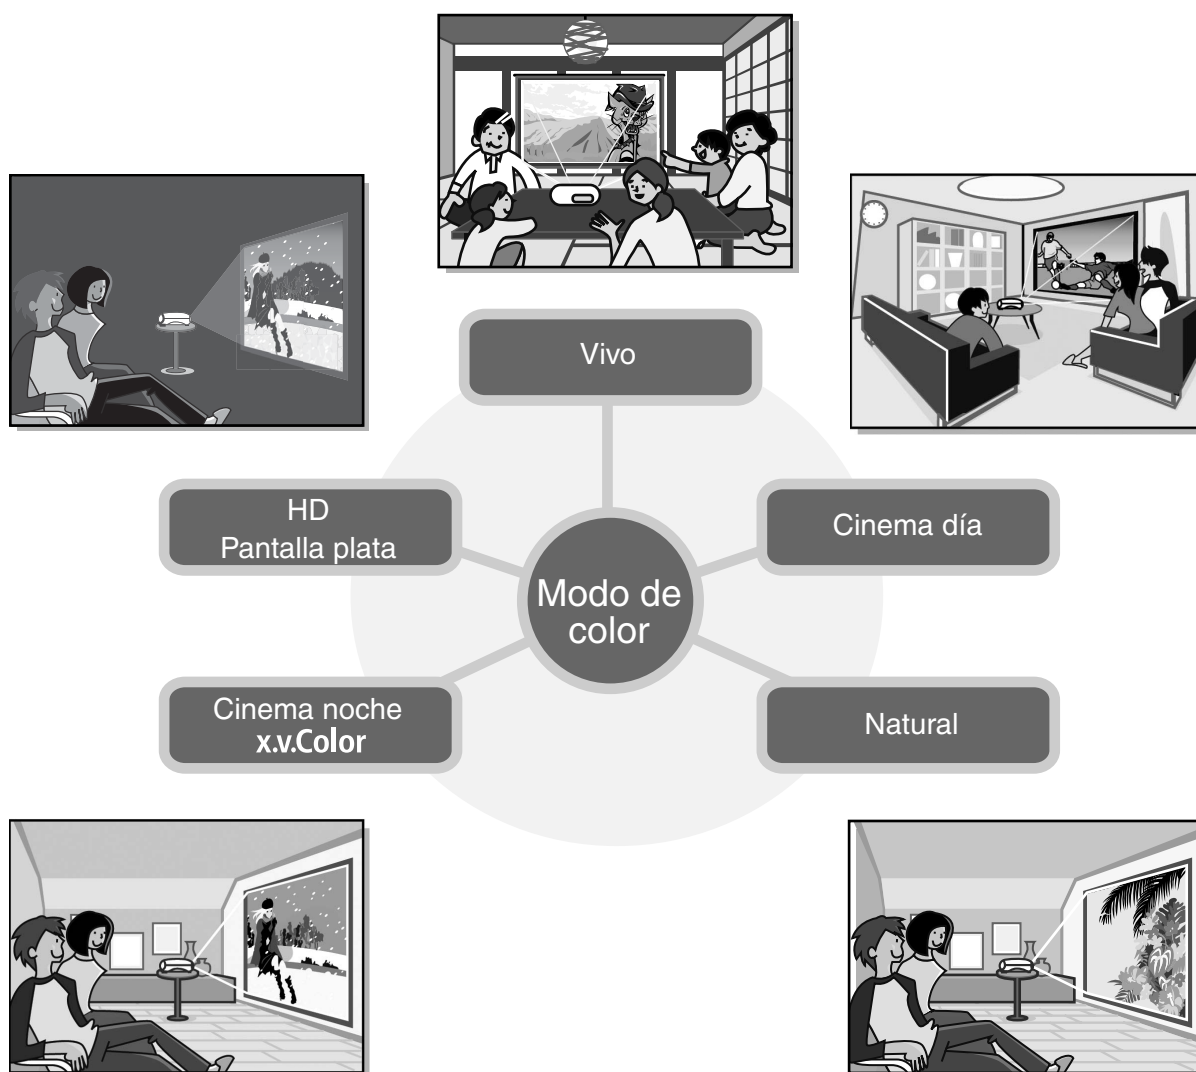 Vivo
HD
Pantalla plata
Cinema día
Modo de
color
Cinema noche
x.v.Color
Natural